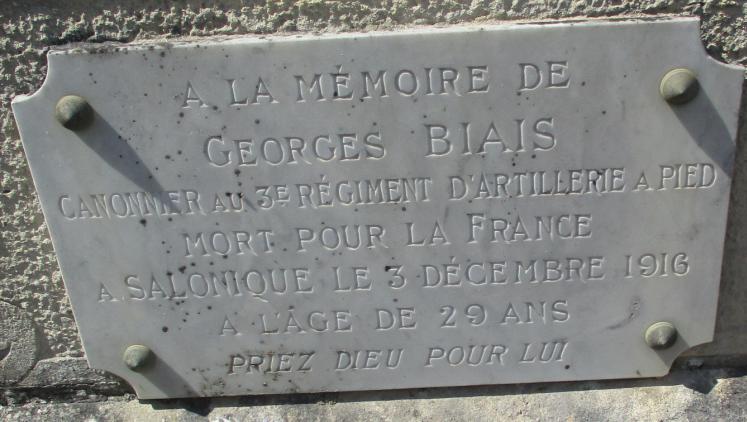 A LA MÉMOIRE DE
GEORGES BIAIS
CANONNIER AU 3E RÉGIMENT D'ARTILLERIE A PIED
MORT POUR LA FRANCE
A SALONIQUE LE 3 DÉCEMBRE 1916
A L'ÂGE DE 29 ANS
PRIEZ DIEU POUR LUI